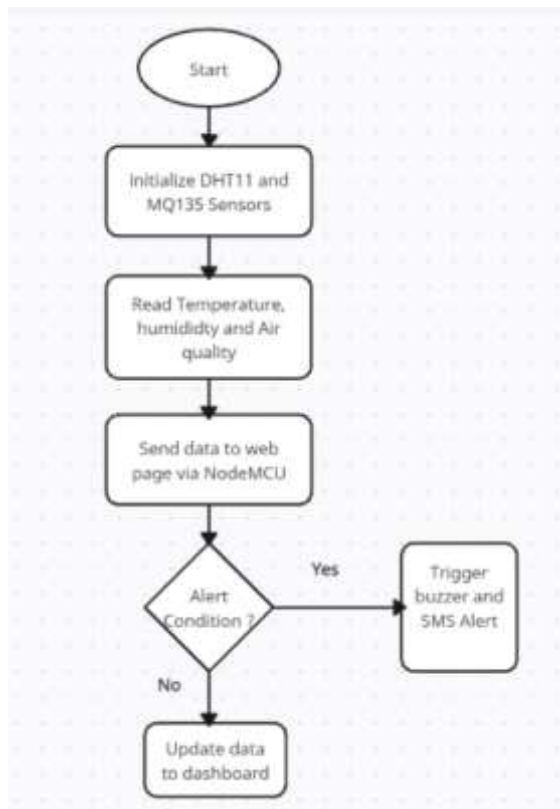 Start
Initialize DHT11 and
MQ135 Sensors
Read Temperature,
humididty and Air
quality
Send data to web
page via NodeMCU
Alert
Condition ?
Yes
Trigger
buzzer and
SMS Alert
No
Update data
to dashboard